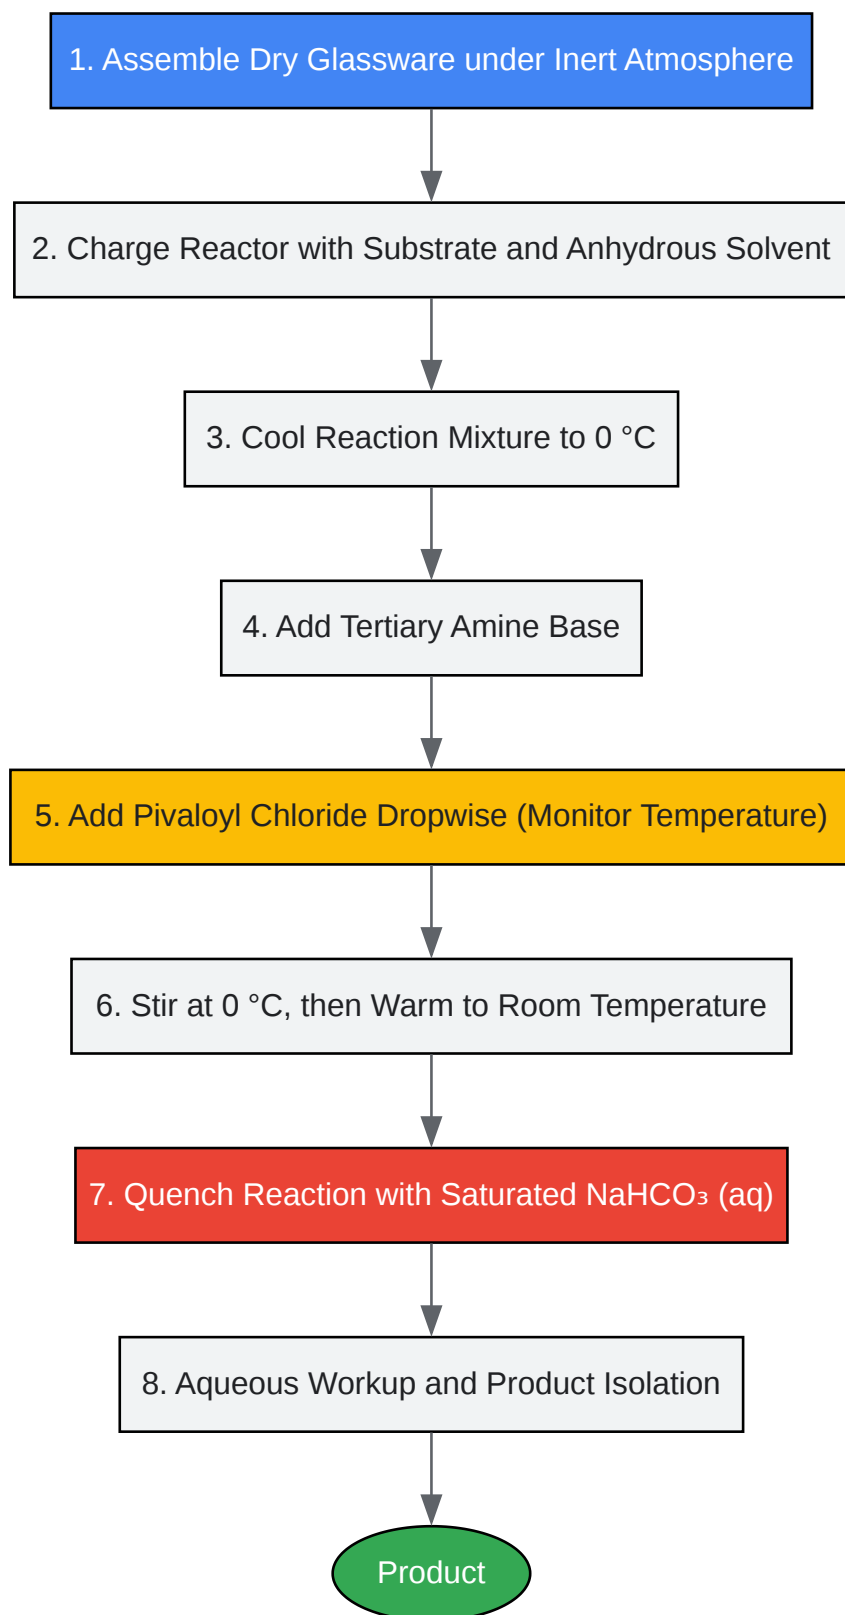 1. Assemble Dry Glassware under Inert Atmosphere
2. Charge Reactor with Substrate and Anhydrous Solvent
3. Cool Reaction Mixture to 0 °C
4. Add Tertiary Amine Base
5. Add Pivaloyl Chloride Dropwise (Monitor Temperature)
6. Stir at 0 °C, then Warm to Room Temperature
7. Quench Reaction with Saturated NaHCO₃ (aq)
8. Aqueous Workup and Product Isolation
Product